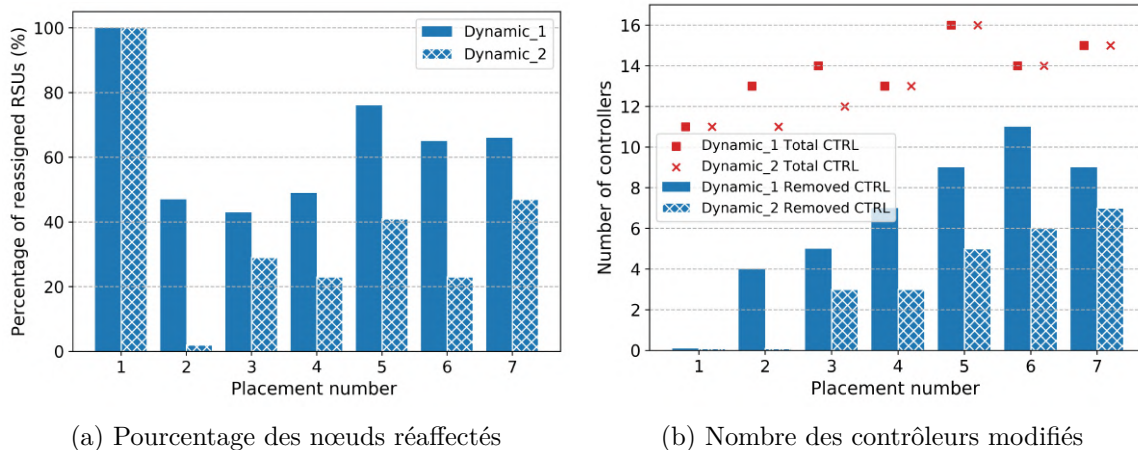 100
80
60
40
20
0
Percentage of reassigned RSUs (%)
Dynamic_1
Dynamic_2
1 2 3 4 5 6 7
Placement number
(a) Pourcentage des nœuds réaffectés
16
14
12
10
8
6
4
2
0
Number of controllers
Dynamic_1 Total CTRL
Dynamic_2 Total CTRL
Dynamic_1 Removed CTRL
Dynamic_2 Removed CTRL
1 2 3 4 5 6 7
Placement number
(b) Nombre des contrôleurs modifiés